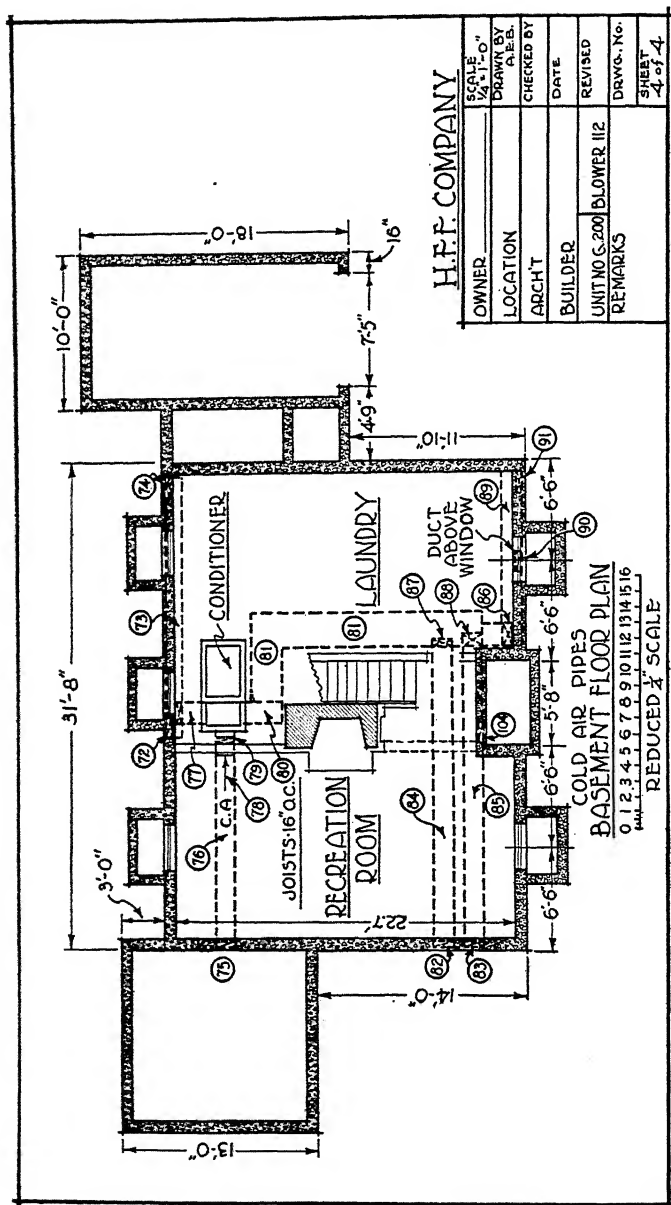 18'-0"
16"
10'-0"
7'-5"
4'-9"
11'-10"
31'-8"
3'-0"
74
73
72
CONDITIONER
LAUNDRY
DUCT
ABOVE
WINDOW
87
88
86
89
91
90
81
81
77
79
80
78
76
C.A
JOISTS-16" O.C.
RECREATION
ROOM
104
84
85
75
82
83
22.7'
14'-0"
13'-0"
6'-6"
6'-6"
5'-8"
6'-6"
6'-6"
COLD AIR PIPES
BASEMENT FLOOR PLAN
0 1 2 3 4 5 6 7 8 9 10 11 12 13 14 15 16
REDUCED ¼" SCALE
H.F.F. COMPANY
OWNER
SCALE
¼"=1'-0"
LOCATION
DRAWN BY
A.E.B.
ARCH'T
CHECKED BY
BUILDER
DATE
UNIT NO G.200 BLOWER 112
REVISED
REMARKS
DRWG. No.
SHEET
4 of 4